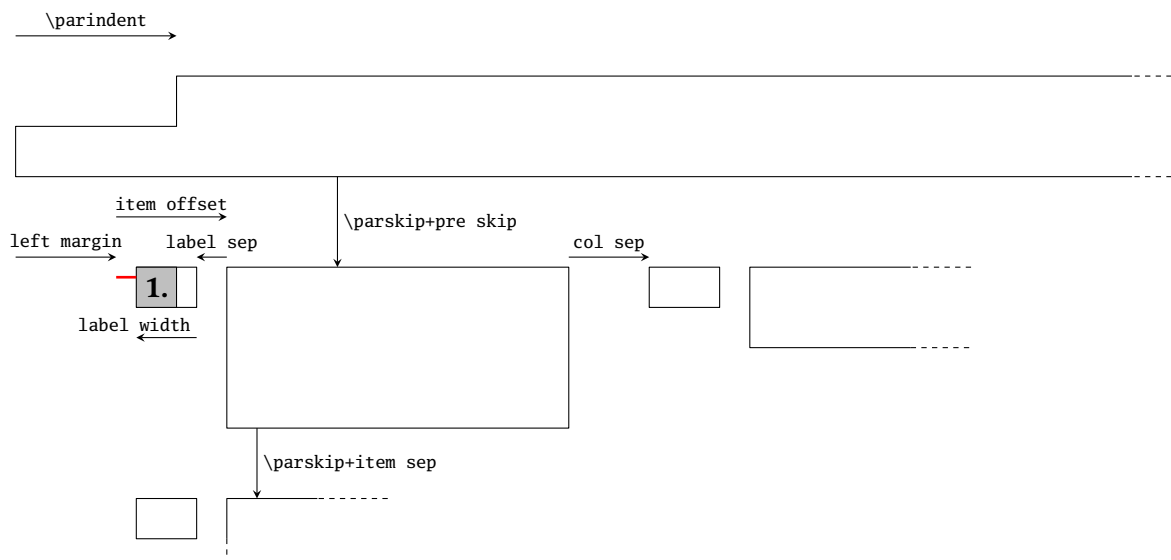 \parindent
item offset
\parskip+pre skip
left margin
label sep
col sep
1.
label width
\parskip+item sep